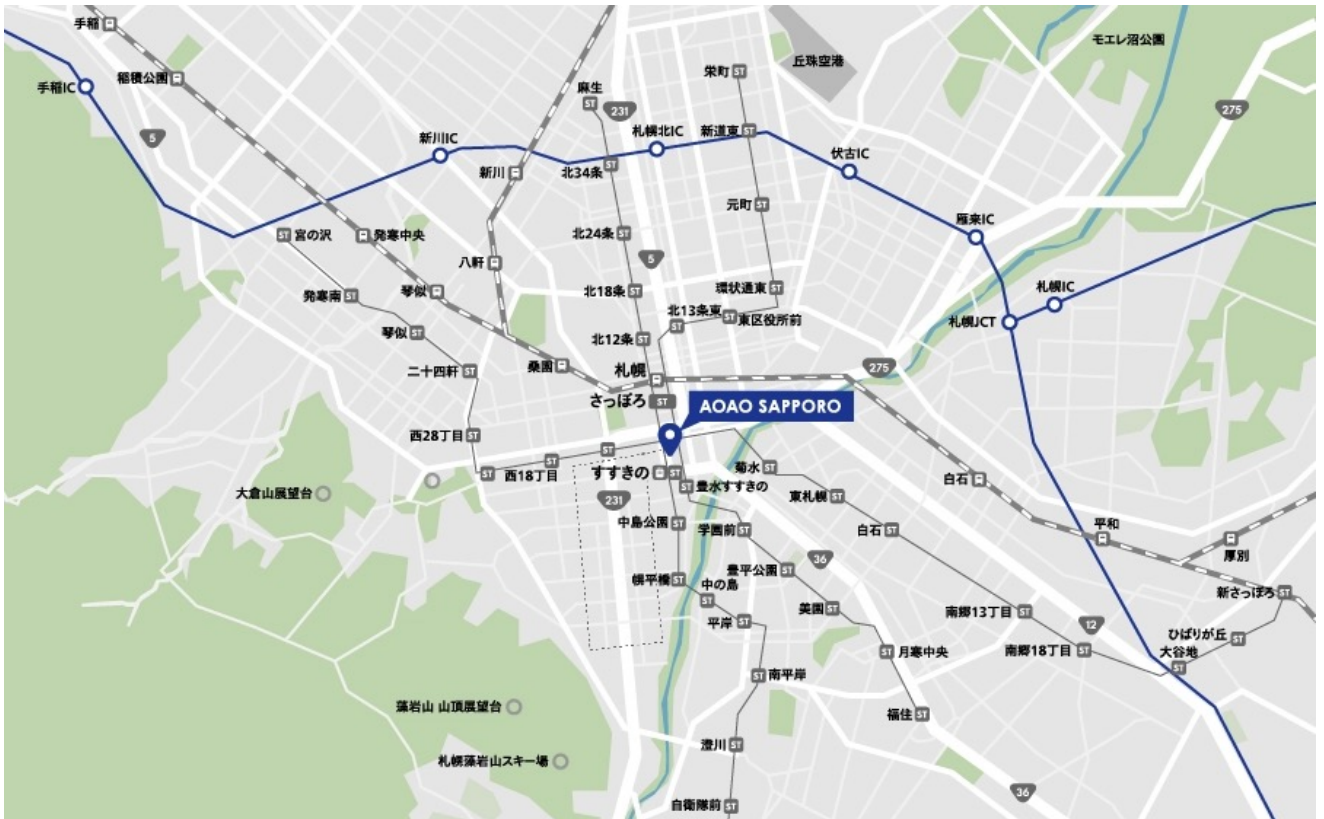 手稲
稲積公園
手稲IC
5
新川IC
新川
麻生
231
北34条
札幌北IC
栄町
丘珠空港
新道東
モエレ沼公園
275
伏古IC
元町
雁来IC
宮の沢
発寒中央
八軒
北24条
5
発寒南
琴似
北18条
環状通東
北13条東
東区役所前
札幌IC
札幌JCT
琴似
北12条
二十四軒
桑園
札幌
275
さっぽろ
ST
AOAO SAPPORO
西28丁目
西18丁目
すすきの
豊水すすきの
菊水
東札幌
白石
白石
大倉山展望台
231
中島公園
学園前
36
平和
厚別
幌平橋
中の島
豊平公園
美園
新さっぽろ
平岸
南郷13丁目
12
ひばりが丘
大谷地
月寒中央
南郷18丁目
南平岸
藻岩山 山頂展望台
福住
澄川
札幌藻岩山スキー場
36
自衛隊前